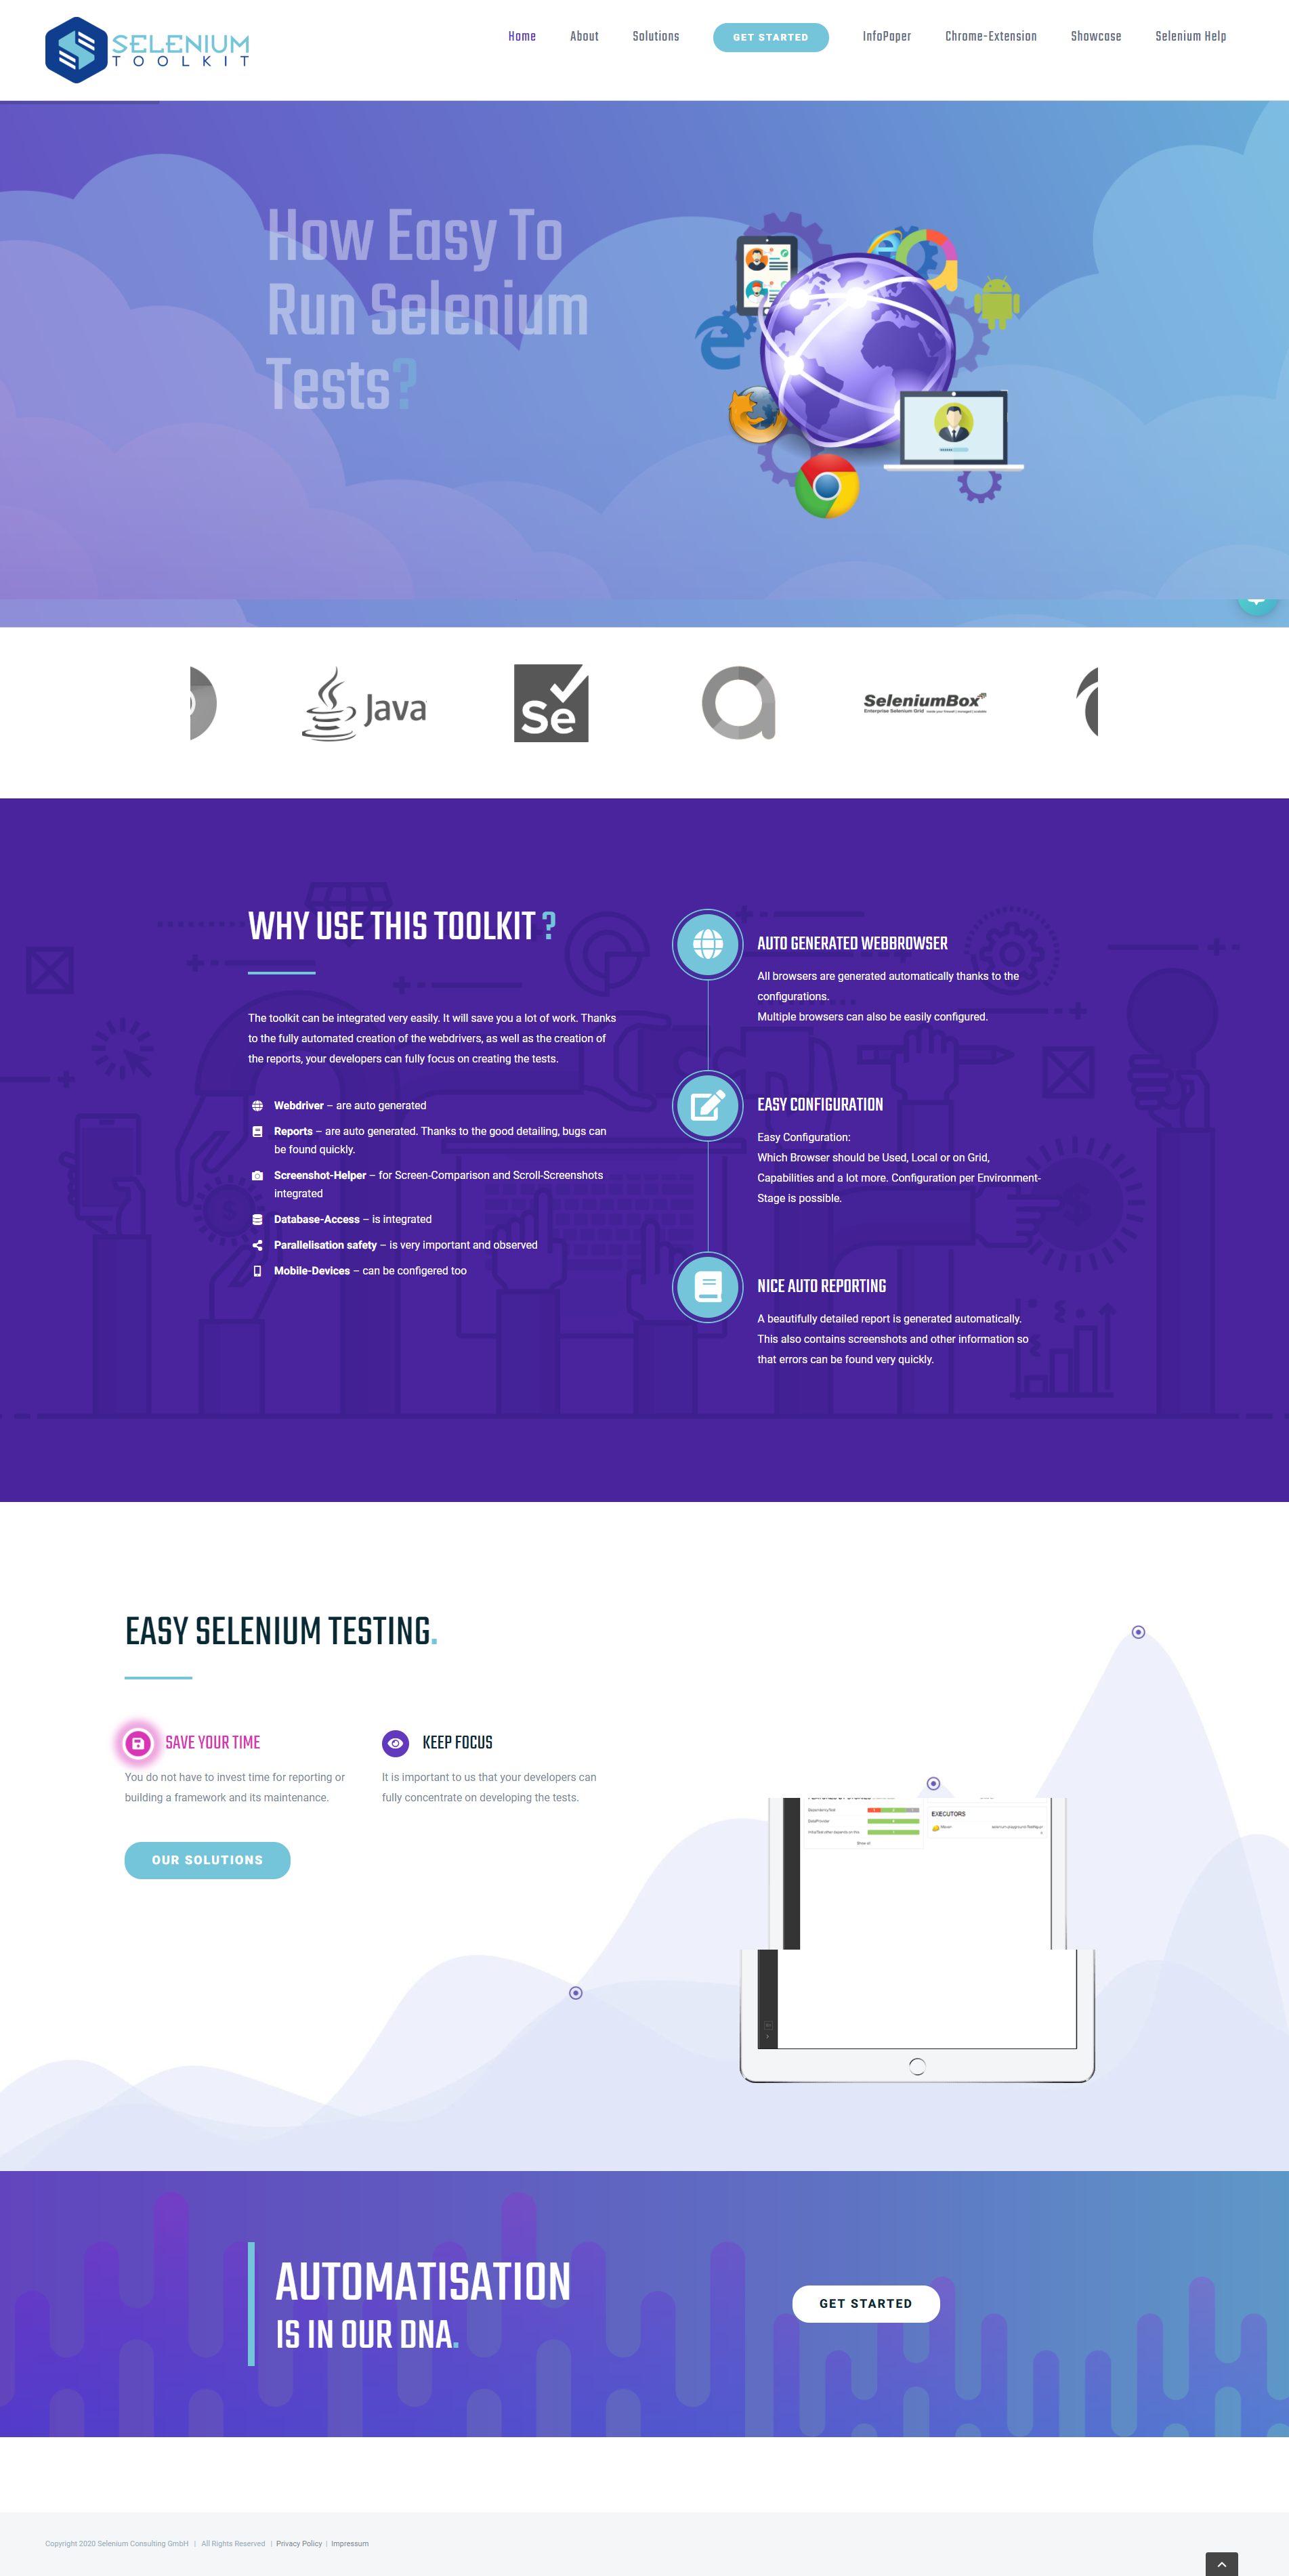 SELENIUM
TOOLKIT
Home About Solutions GET STARTED InfoPaper Chrome-Extension Showcase Selenium Help
How Easy To
Run Selenium
Tests?
Java
Se
SeleniumBox
WHY USE THIS TOOLKIT ?
The toolkit can be integrated very easily. It will save you a lot of work. Thanks
to the fully automated creation of the webdrivers, as well as the creation of
the reports, your developers can fully focus on creating the tests.
Webdriver – are auto generated
Reports – are auto generated. Thanks to the good detailing, bugs can
be found quickly.
Screenshot-Helper – for Screen-Comparison and Scroll-Screenshots
integrated
Database-Access – is integrated
Parallelisation safety – is very important and observed
Mobile-Devices – can be configered too
AUTO GENERATED WEBBROWSER
All browsers are generated automatically thanks to the
configurations.
Multiple browsers can also be easily configured.
EASY CONFIGURATION
Easy Configuration:
Which Browser should be Used, Local or on Grid,
Capabilities and a lot more. Configuration per Environment-
Stage is possible.
NICE AUTO REPORTING
A beautifully detailed report is generated automatically.
This also contains screenshots and other information so
that errors can be found very quickly.
EASY SELENIUM TESTING.
SAVE YOUR TIME
You do not have to invest time for reporting or
building a framework and its maintenance.
KEEP FOCUS
It is important to us that your developers can
fully concentrate on developing the tests.
OUR SOLUTIONS
EXECUTORS
Show all
AUTOMATISATION
IS IN OUR DNA.
GET STARTED
Copyright 2020 Selenium Consulting GmbH | All Rights Reserved | Privacy Policy | Impressum